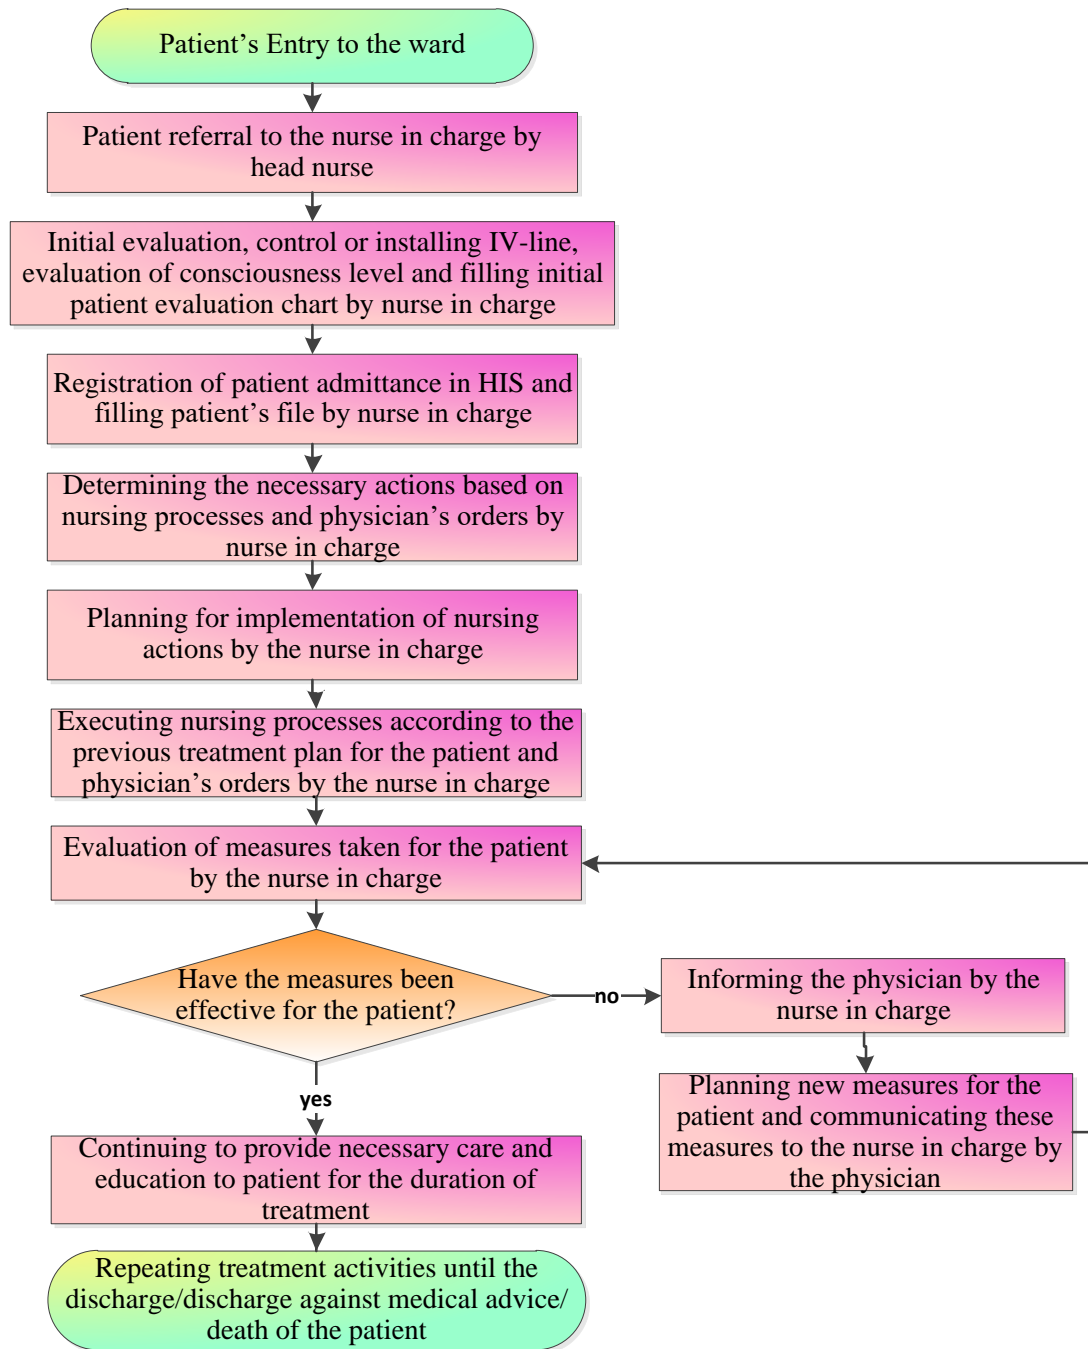 Patient’s Entry to the ward
Patient referral to the nurse in charge by
head nurse
Initial evaluation, control or installing IV-line,
evaluation of consciousness level and filling initial
patient evaluation chart by nurse in charge
Registration of patient admittance in HIS and
filling patient’s file by nurse in charge
Determining the necessary actions based on
nursing processes and physician’s orders by
nurse in charge
Planning for implementation of nursing
actions by the nurse in charge
Executing nursing processes according to the
previous treatment plan for the patient and
physician’s orders by the nurse in charge
Evaluation of measures taken for the patient
by the nurse in charge
Have the measures been
effective for the patient?
no
Informing the physician by the
nurse in charge
Planning new measures for the
patient and communicating these
measures to the nurse in charge by
the physician
yes
Continuing to provide necessary care and
education to patient for the duration of
treatment
Repeating treatment activities until the
discharge/discharge against medical advice/
death of the patient